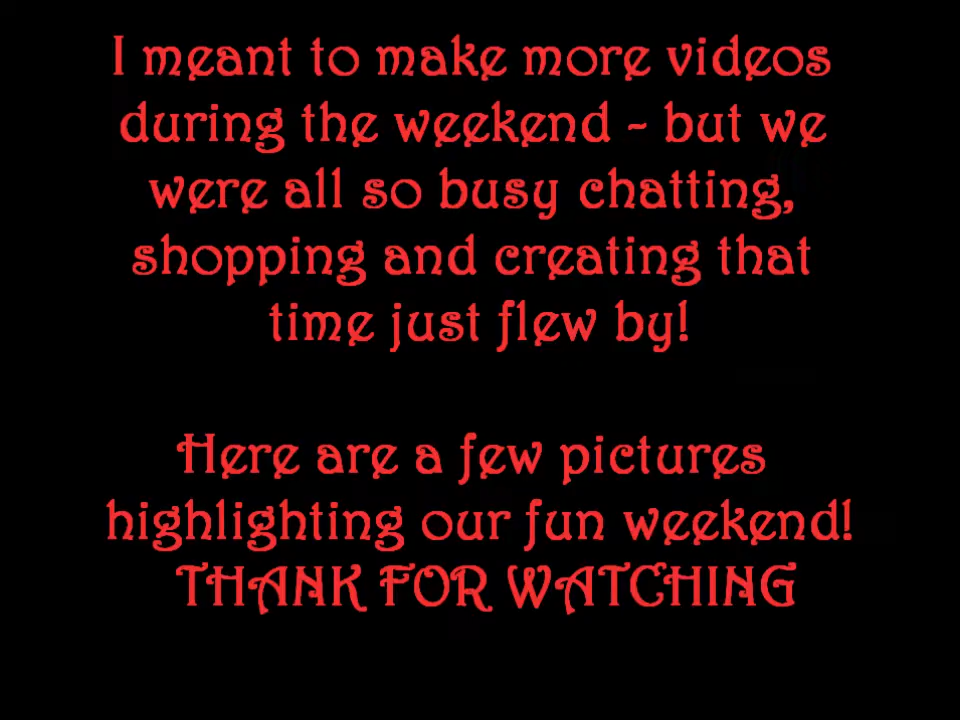 I meant to make more videos
during the weekend - but we
were all so busy chatting,
shopping and creating that
time just flew by!
Here are a few pictures
highlighting our fun weekend!
THANK FOR WATCHING